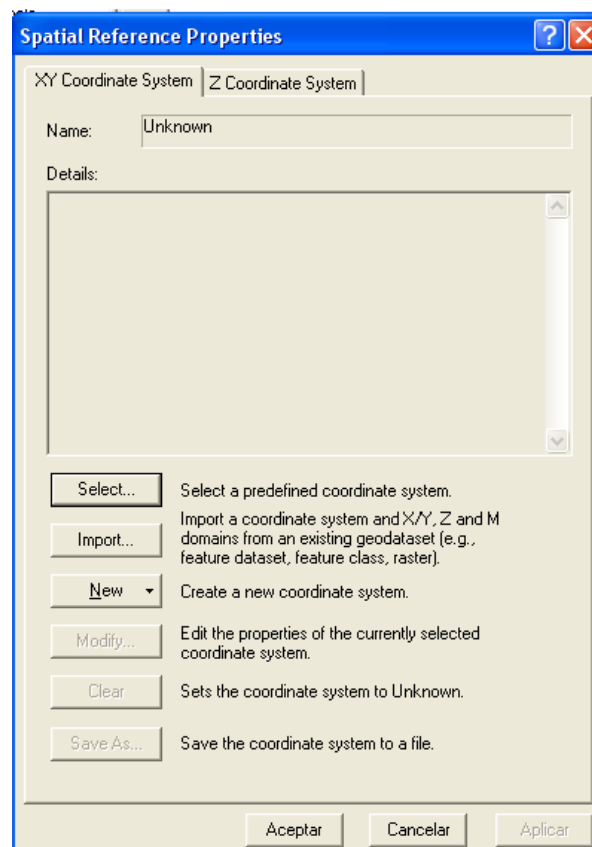 Spatial Reference Properties
XY Coordinate System
Z Coordinate System
Name:
Unknown
Details:
Select...
Select a predefined coordinate system.
Import...
Import a coordinate system and X/Y, Z and M
domains from an existing geodataset (e.g.,
feature dataset, feature class, raster).
New
Create a new coordinate system.
Modify...
Edit the properties of the currently selected
coordinate system.
Clear
Sets the coordinate system to Unknown.
Save As...
Save the coordinate system to a file.
Aceptar
Cancelar
Aplicar